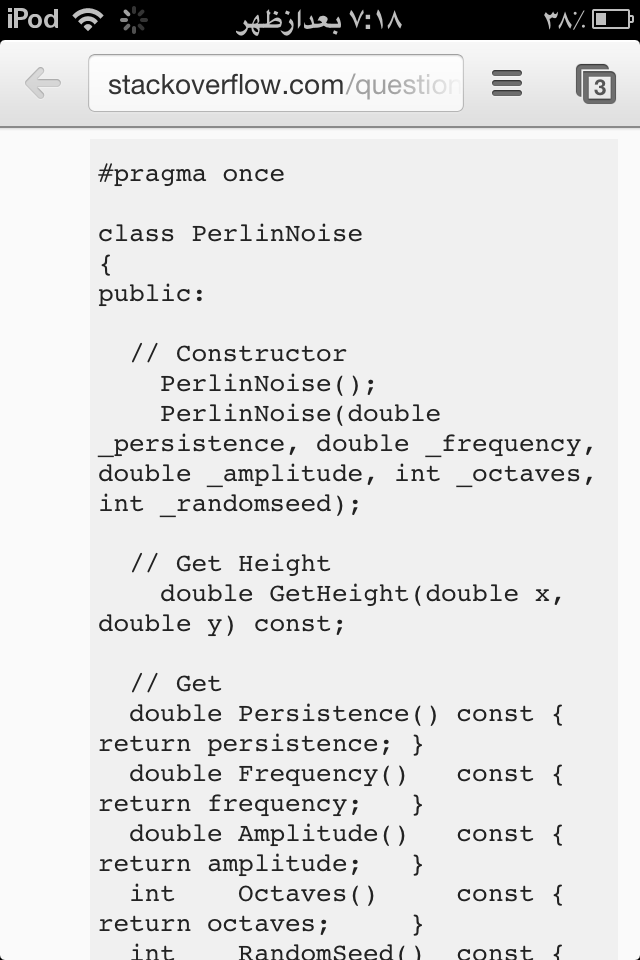 iPod ۷:۱۸ بعدازظهر ۳۸٪
stackoverflow.com/question
3
#pragma once
class PerlinNoise
{
public:
// Constructor
PerlinNoise();
PerlinNoise(double
_persistence, double _frequency,
double _amplitude, int _octaves,
int _randomseed);
// Get Height
double GetHeight(double x,
double y) const;
// Get
double Persistence() const {
return persistence; }
double Frequency()   const {
return frequency;   }
double Amplitude()   const {
return amplitude;   }
int    Octaves()     const {
return octaves;     }
int    RandomSeed()  const {